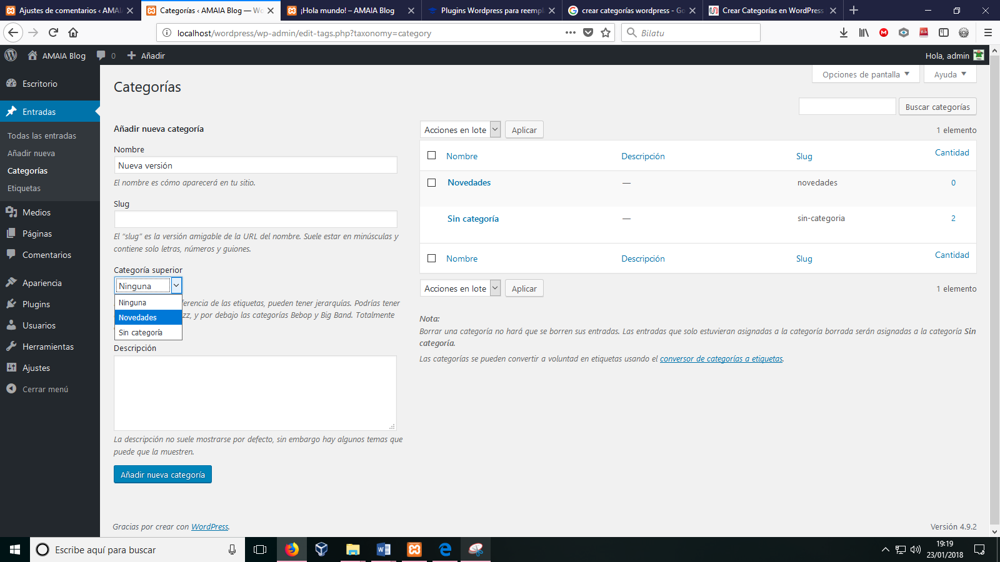 Ajustes de comentarios ‹ AMAI
Categorías ‹ AMAIA Blog — Wo
¡Hola mundo! – AMAIA Blog
Plugins Wordpress para reempl
crear categorías wordpress - Go
Crear Categorías en WordPress
localhost/wordpress/wp-admin/edit-tags.php?taxonomy=category
Bilatu
AMAIA Blog
0
Añadir
Hola, admin
Escritorio
Entradas
Todas las entradas
Añadir nueva
Categorías
Etiquetas
Medios
Páginas
Comentarios
Apariencia
Plugins
Usuarios
Herramientas
Ajustes
Cerrar menú
Opciones de pantalla
Ayuda
Categorías
Buscar categorías
Añadir nueva categoría
Nombre
Nueva versión
El nombre es cómo aparecerá en tu sitio.
Slug
El “slug” es la versión amigable de la URL del nombre. Suele estar en minúsculas y
contiene solo letras, números y guiones.
Categoría superior
Ninguna
Ninguna
Novedades
Sin categoría
ferencia de las etiquetas, pueden tener jerarquías. Podrías tener
zz, y por debajo las categorías Bebop y Big Band. Totalmente
Descripción
La descripción no suele mostrarse por defecto, sin embargo hay algunos temas que
puede que la muestren.
Añadir nueva categoría
Acciones en lote
Aplicar
1 elemento
Nombre Descripción Slug Cantidad
Novedades — novedades 0
Sin categoría — sin-categoria 2
Nombre Descripción Slug Cantidad
Acciones en lote
Aplicar
1 elemento
Nota:
Borrar una categoría no hará que se borren sus entradas. Las entradas que solo estuvieran asignadas a la categoría borrada serán asignadas a la categoría Sin
categoría.
Las categorías se pueden convertir a voluntad en etiquetas usando el conversor de categorías a etiquetas.
Gracias por crear con WordPress.
Versión 4.9.2
Escribe aquí para buscar
19:19
23/01/2018